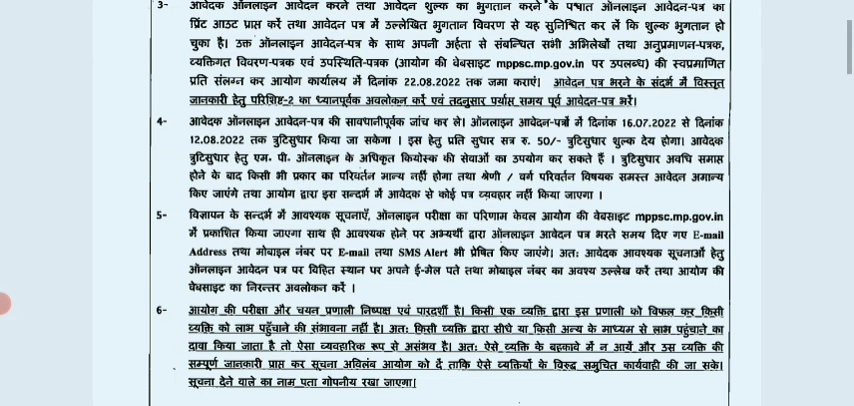 3- आवेदक ऑनलाइन आवेदन करने तथा आवेदन शुल्क का भुगतान करने के पश्चात ऑनलाइन आवेदन-पत्र का
प्रिंट आउट प्राप्त करें तथा आवेदन पत्र में उल्लेखित भुगतान विवरण से यह सुनिश्चित कर लें कि शुल्क भुगतान हो
चुका है। उक्त ऑनलाइन आवेदन-पत्र के साथ अपनी अर्हता से संबन्धित सभी अभिलेखों तथा अनुप्रमाणन-पत्रक,
व्यक्तिगत विवरण-पत्रक एवं उपस्थिति-पत्रक (आयोग की वेबसाइट mppsc.mp.gov.in पर उपलब्ध) की स्वप्रमाणित
प्रति संलग्न कर आयोग कार्यालय में दिनांक 22.08.2022 तक जमा कराएं। आवेदन पत्र भरने के संदर्भ में विस्तृत
जानकारी हेतु परिशिष्ट-2 का ध्यानपूर्वक अवलोकन करें एवं तदनुसार पर्याप्त समय पूर्व आवेदन-पत्र भरें।
4- आवेदक ऑनलाइन आवेदन-पत्र की सावधानीपूर्वक जांच कर ले। ऑनलाइन आवेदन-पत्रों में दिनांक 16.07.2022 से दिनांक
12.08.2022 तक त्रुटिसुधार किया जा सकेगा । इस हेतु प्रति सुधार सत्र रु. 50/- त्रुटिसुधार शुल्क देय होगा। आवेदक
त्रुटिसुधार हेतु एम. पी. ऑनलाइन के अधिकृत कियोस्क की सेवाओं का उपयोग कर सकते हैं । त्रुटिसुधार अवधि समाप्त
होने के बाद किसी भी प्रकार का परिवर्तन मान्य नहीं होगा तथा श्रेणी / वर्ग परिवर्तन विषयक समस्त आवेदन अमान्य
किए जाएंगे तथा आयोग द्वारा इस सन्दर्भ में आवेदक से कोई पत्र व्यवहार नहीं किया जाएगा ।
5- विज्ञापन के सन्दर्भ में आवश्यक सूचनाएँ, ऑनलाइन परीक्षा का परिणाम केवल आयोग की वेबसाइट mppsc.mp.gov.in
में प्रकाशित किया जाएगा साथ ही आवश्यक होने पर अभ्यर्थी द्वारा ऑनलाइन आवेदन पत्र भरते समय दिए गए E-mail
Address तथा मोबाइल नंबर पर E-mail तथा SMS Alert भी प्रेषित किए जाएंगे। अत: आवेदक आवश्यक सूचनाओं हेतु
ऑनलाइन आवेदन पत्र पर विहित स्थान पर अपने ई-मेल पते तथा मोबाइल नंबर का अवश्य उल्लेख करें तथा आयोग की
वेबसाइट का निरन्तर अवलोकन करें ।
6- आयोग की परीक्षा और चयन प्रणाली निष्पक्ष एवं पारदर्शी है। किसी एक व्यक्ति द्वारा इस प्रणाली को विफल कर किसी
व्यक्ति को लाभ पहुँचाने की संभावना नहीं है। अत: किसी व्यक्ति द्वारा सीधे या किसी अन्य के माध्यम से लाभ पहुंचाने का
दावा किया जाता है तो ऐसा व्यवहारिक रूप से असंभव है। अत: ऐसे व्यक्ति के बहकावे में न आयें और उस व्यक्ति की
सम्पूर्ण जानकारी प्राप्त कर सूचना अविलंब आयोग को दें ताकि ऐसे व्यक्तियों के विरुद्ध समुचित कार्यवाही की जा सके।
सूचना देने वाले का नाम पता गोपनीय रखा जाएगा।